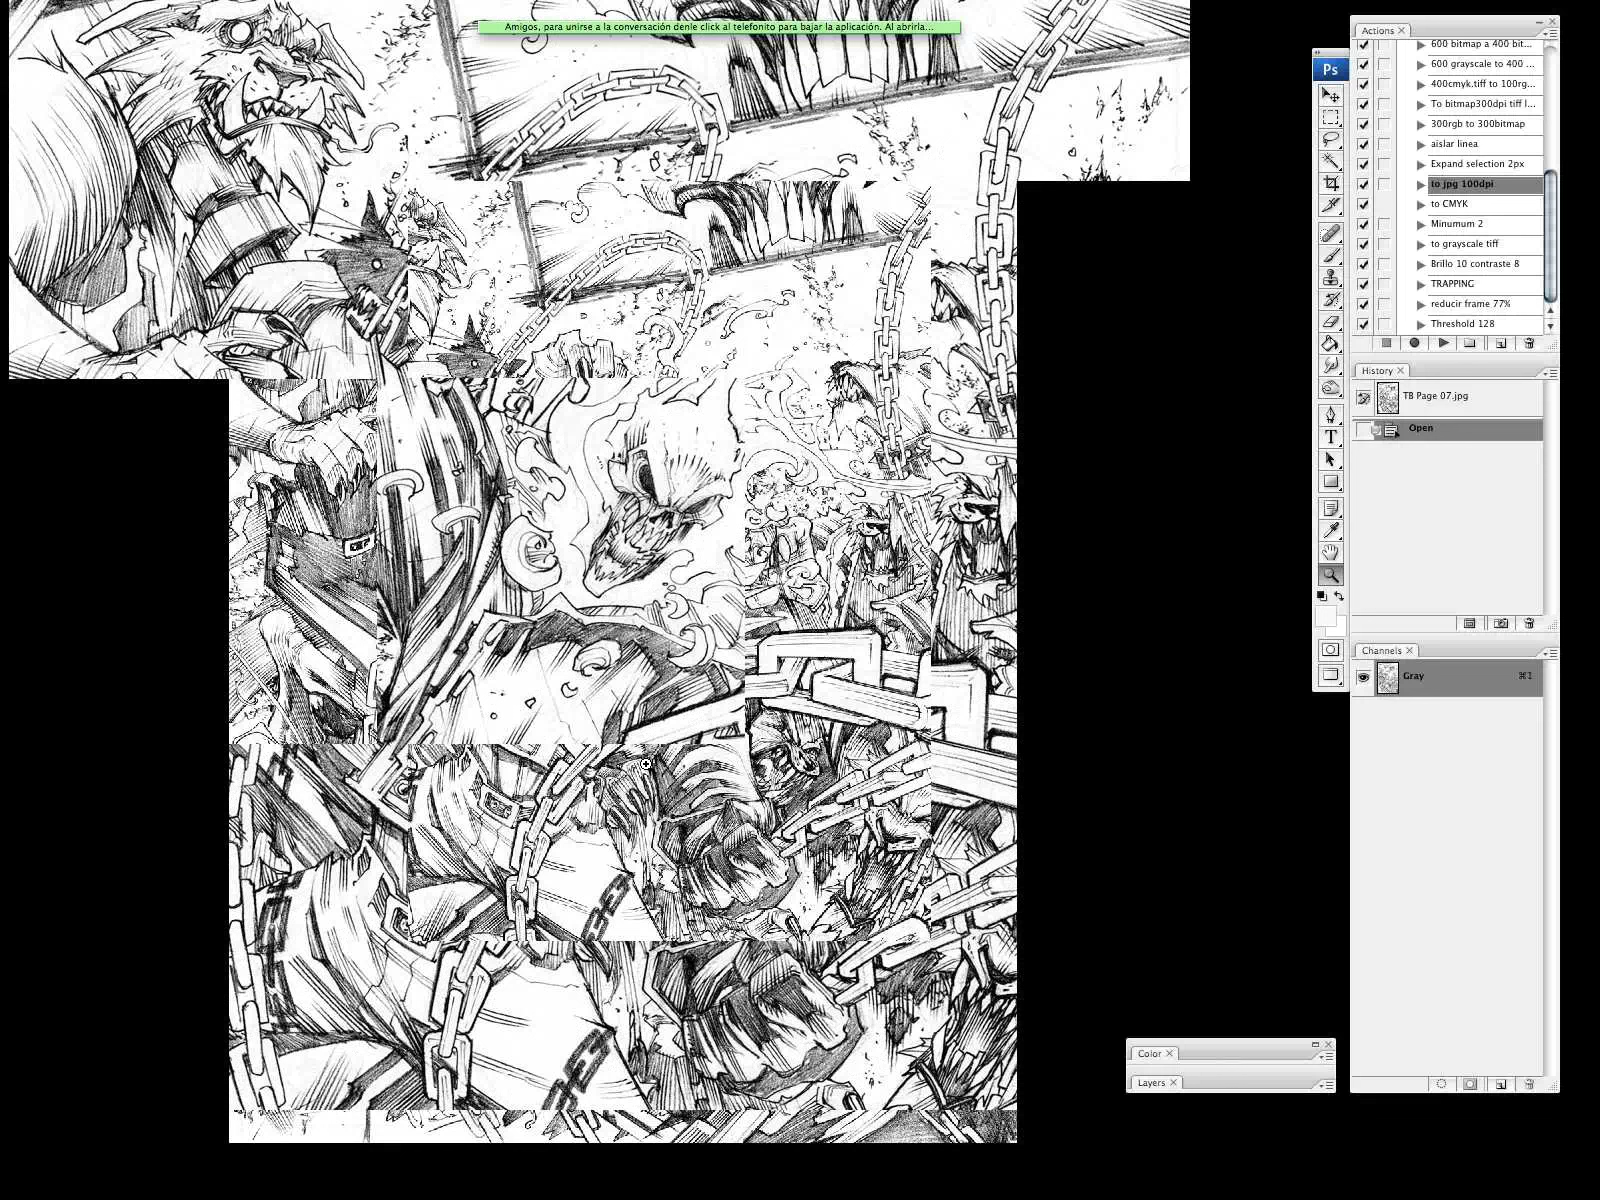 Amigos, para unirse a la conversación denle click al telefonito para bajar la aplicación. Al abrirla...
Actions
600 bitmap a 400 bit...
600 grayscale to 400 ...
400cmyk.tiff to 100rg...
To bitmap300dpi tiff l...
300rgb to 300bitmap
aislar linea
Expand selection 2px
to jpg 100dpi
to CMYK
Minumum 2
to grayscale tiff
Brillo 10 contraste 8
TRAPPING
reducir frame 77%
Threshold 128
Ps
T
History
TB Page 07.jpg
Open
Channels
Gray ⌘1
Color
Layers